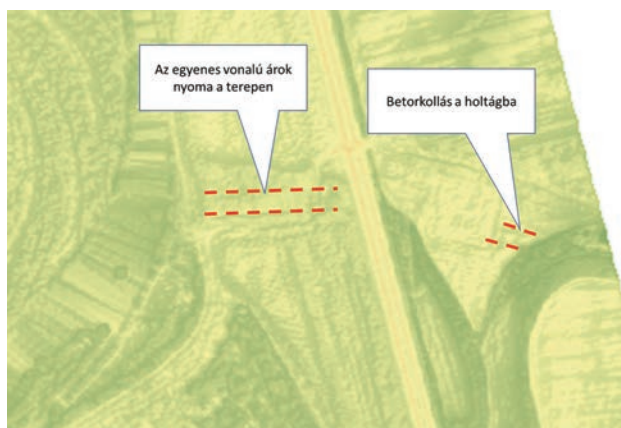 Az egyenes vonalú árok
nyoma a terepen
Betorkollás a holtágba